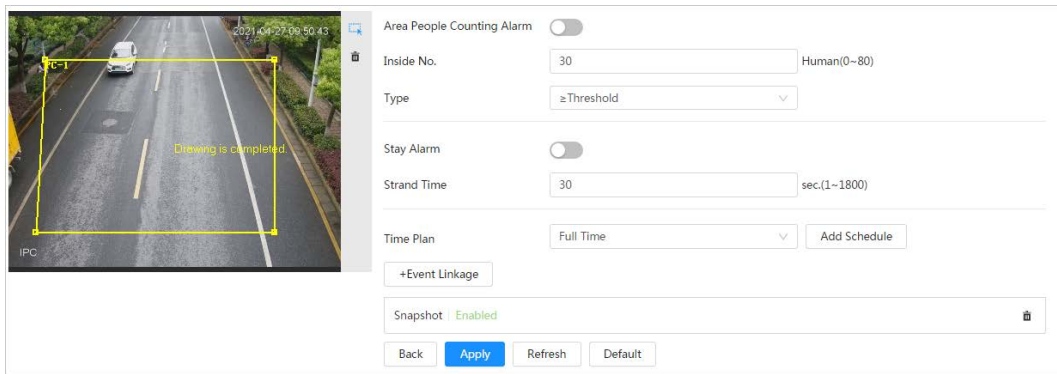 2021-04-27 09:50:43
PC-1
Drawing is completed.
IPC
Area People Counting Alarm
Inside No. 30 Human(0~80)
Type ≥Threshold
Stay Alarm
Strand Time 30 sec.(1~1800)
Time Plan Full Time Add Schedule
+Event Linkage
Snapshot Enabled
Back Apply Refresh Default